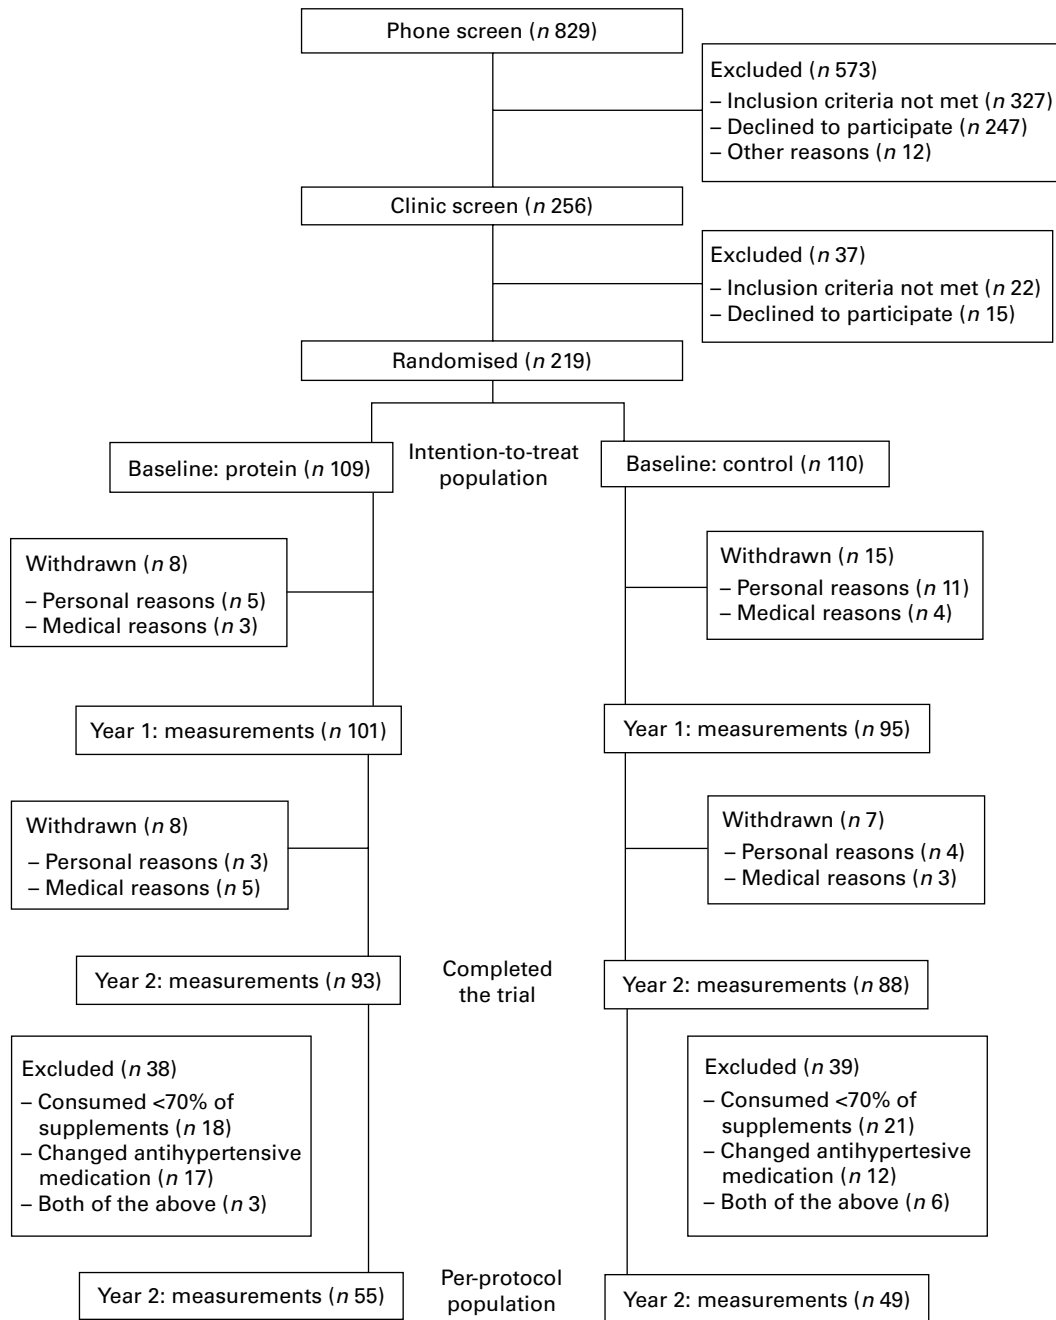 Phone screen (n 829)
Excluded (n 573)
– Inclusion criteria not met (n 327)
– Declined to participate (n 247)
– Other reasons (n 12)
Clinic screen (n 256)
Excluded (n 37)
– Inclusion criteria not met (n 22)
– Declined to participate (n 15)
Randomised (n 219)
Baseline: protein (n 109)
Intention-to-treat
population
Baseline: control (n 110)
Withdrawn (n 8)
– Personal reasons (n 5)
– Medical reasons (n 3)
Withdrawn (n 15)
– Personal reasons (n 11)
– Medical reasons (n 4)
Year 1: measurements (n 101)
Year 1: measurements (n 95)
Withdrawn (n 8)
– Personal reasons (n 3)
– Medical reasons (n 5)
Withdrawn (n 7)
– Personal reasons (n 4)
– Medical reasons (n 3)
Year 2: measurements (n 93)
Completed
the trial
Year 2: measurements (n 88)
Excluded (n 38)
– Consumed <70% of
supplements (n 18)
– Changed antihypertensive
medication (n 17)
– Both of the above (n 3)
Excluded (n 39)
– Consumed <70% of
supplements (n 21)
– Changed antihypertesive
medication (n 12)
– Both of the above (n 6)
Year 2: measurements (n 55)
Per-protocol
population
Year 2: measurements (n 49)